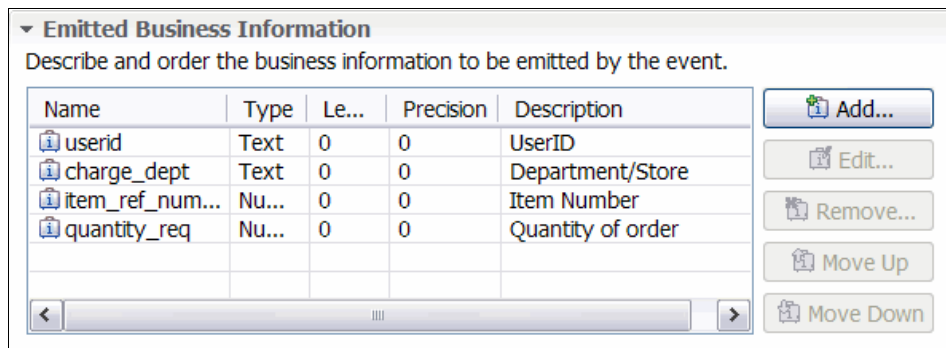 Emitted Business Information
Describe and order the business information to be emitted by the event.
Name Type Le... Precision Description
userid Text 0 0 UserID
charge_dept Text 0 0 Department/Store
item_ref_num... Nu... 0 0 Item Number
quantity_req Nu... 0 0 Quantity of order
Add...
Edit...
Remove...
Move Up
Move Down